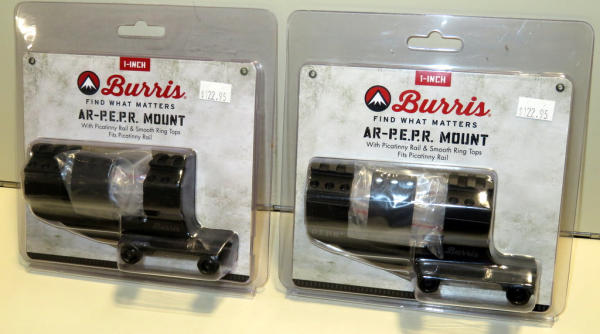 1-INCH
Burris
FIND WHAT MATTERS
AR-P.E.P.R. MOUNT
With Picatinny Rail & Smooth Ring Tops
Fits Picatinny Rail
$122.95
Burris
1-INCH
Burris
FIND WHAT MATTERS
AR-P.E.P.R. MOUNT
With Picatinny Rail & Smooth Ring Tops
Fits Picatinny Rail
$122.95
Burris